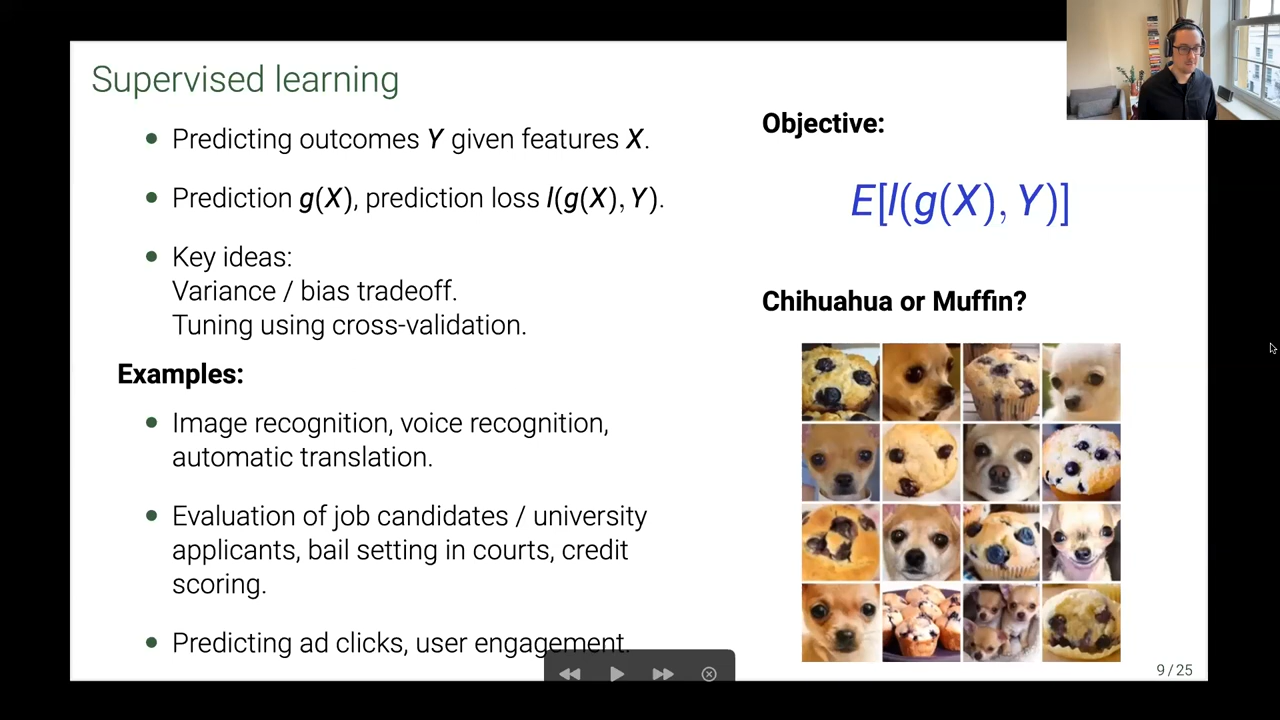 Supervised learning
Predicting outcomes Y given features X.
Prediction g(X), prediction loss l(g(X), Y).
Key ideas:
Variance / bias tradeoff.
Tuning using cross-validation.
Examples:
Image recognition, voice recognition,
automatic translation.
Evaluation of job candidates / university
applicants, bail setting in courts, credit
scoring.
Predicting ad clicks, user engagement.
Objective:
E[l(g(X), Y)]
Chihuahua or Muffin?
9 / 25